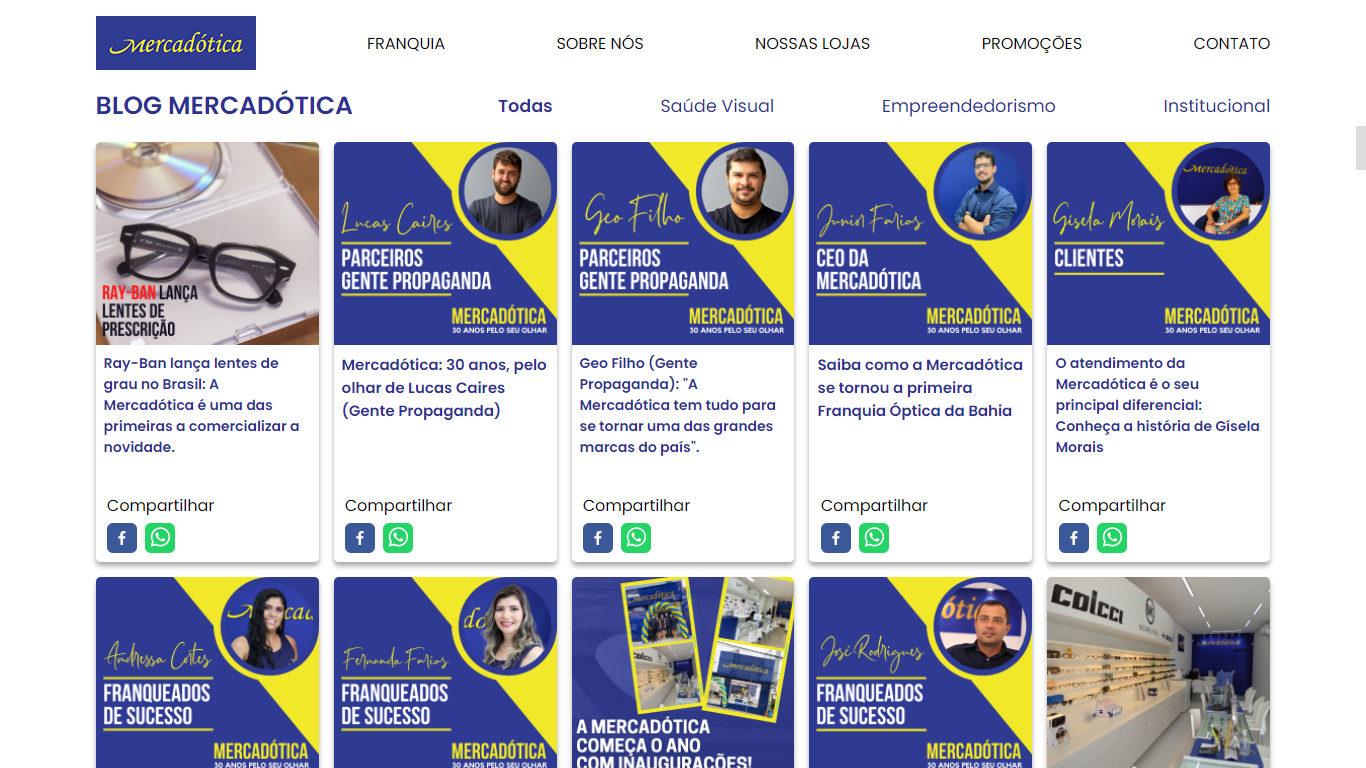 Mercadótica
FRANQUIA
SOBRE NÓS
NOSSAS LOJAS
PROMOÇÕES
CONTATO
BLOG MERCADÓTICA
Todas
Saúde Visual
Empreendedorismo
Institucional
RAY-BAN LANÇA
LENTES DE
PRESCRIÇÃO
Ray-Ban lança lentes de
grau no Brasil: A
Mercadótica é uma das
primeiras a comercializar a
novidade.
Compartilhar
Lucas Caires
PARCEIROS
GENTE PROPAGANDA
MERCADÓTICA
30 ANOS PELO SEU OLHAR
Mercadótica: 30 anos, pelo
olhar de Lucas Caires
(Gente Propaganda)
Compartilhar
Geo Filho
PARCEIROS
GENTE PROPAGANDA
MERCADÓTICA
30 ANOS PELO SEU OLHAR
Geo Filho (Gente
Propaganda): "A
Mercadótica tem tudo para
se tornar uma das grandes
marcas do país".
Compartilhar
Junior Farias
CEO DA
MERCADÓTICA
MERCADÓTICA
30 ANOS PELO SEU OLHAR
Saiba como a Mercadótica
se tornou a primeira
Franquia Óptica da Bahia
Compartilhar
Mercadótica
Gísela Morais
CLIENTES
MERCADÓTICA
30 ANOS PELO SEU OLHAR
O atendimento da
Mercadótica é o seu
principal diferencial:
Conheça a história de Gísela
Morais
Compartilhar
Andressa Cortes
FRANQUEADOS
DE SUCESSO
MERCADÓTICA
30 ANOS PELO SEU OLHAR
Fernanda Farias
FRANQUEADOS
DE SUCESSO
MERCADÓTICA
30 ANOS PELO SEU OLHAR
Mercadótica
Mercadótica
A MERCADÓTICA
COMEÇA O ANO
COM INAUGURAÇÕES!
José Rodrigues
FRANQUEADOS
DE SUCESSO
MERCADÓTICA
30 ANOS PELO SEU OLHAR
colcci
Mercadótica